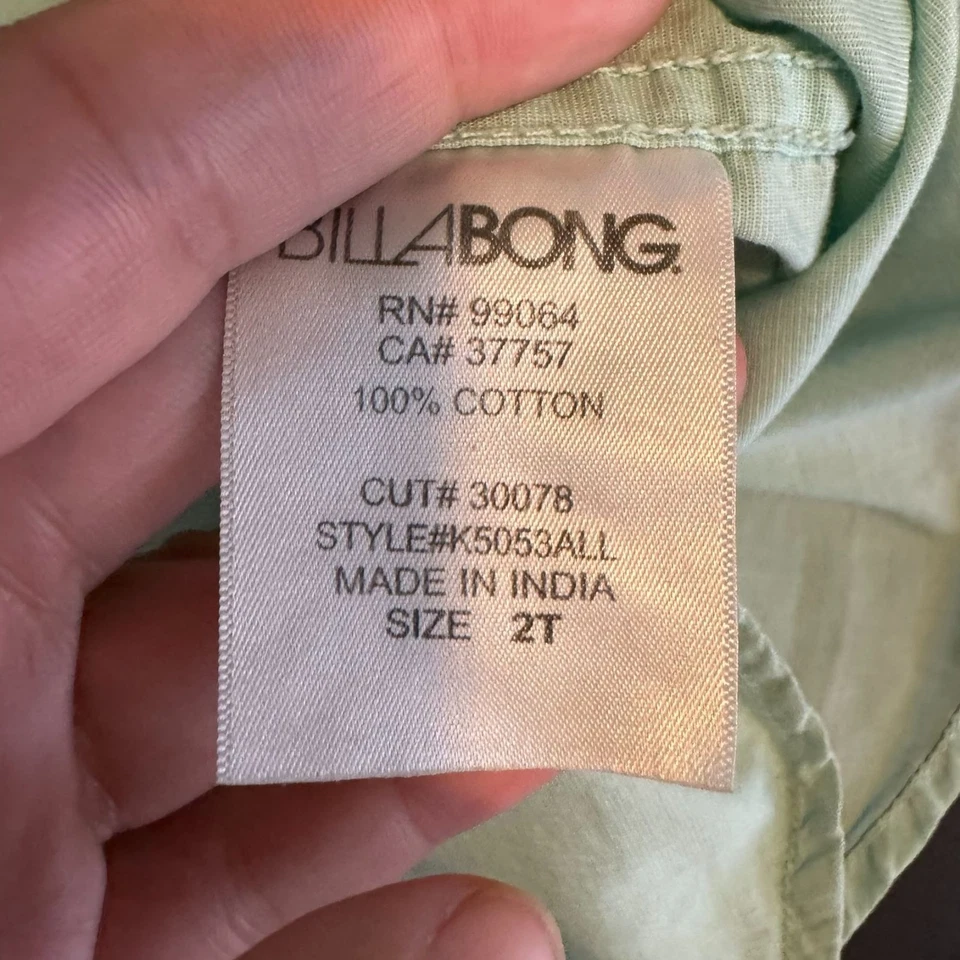 BILLABONG.
RN# 99064
CA# 37757
100% COTTON
CUT# 30078
STYLE#K5053ALL
MADE IN INDIA
SIZE 2T